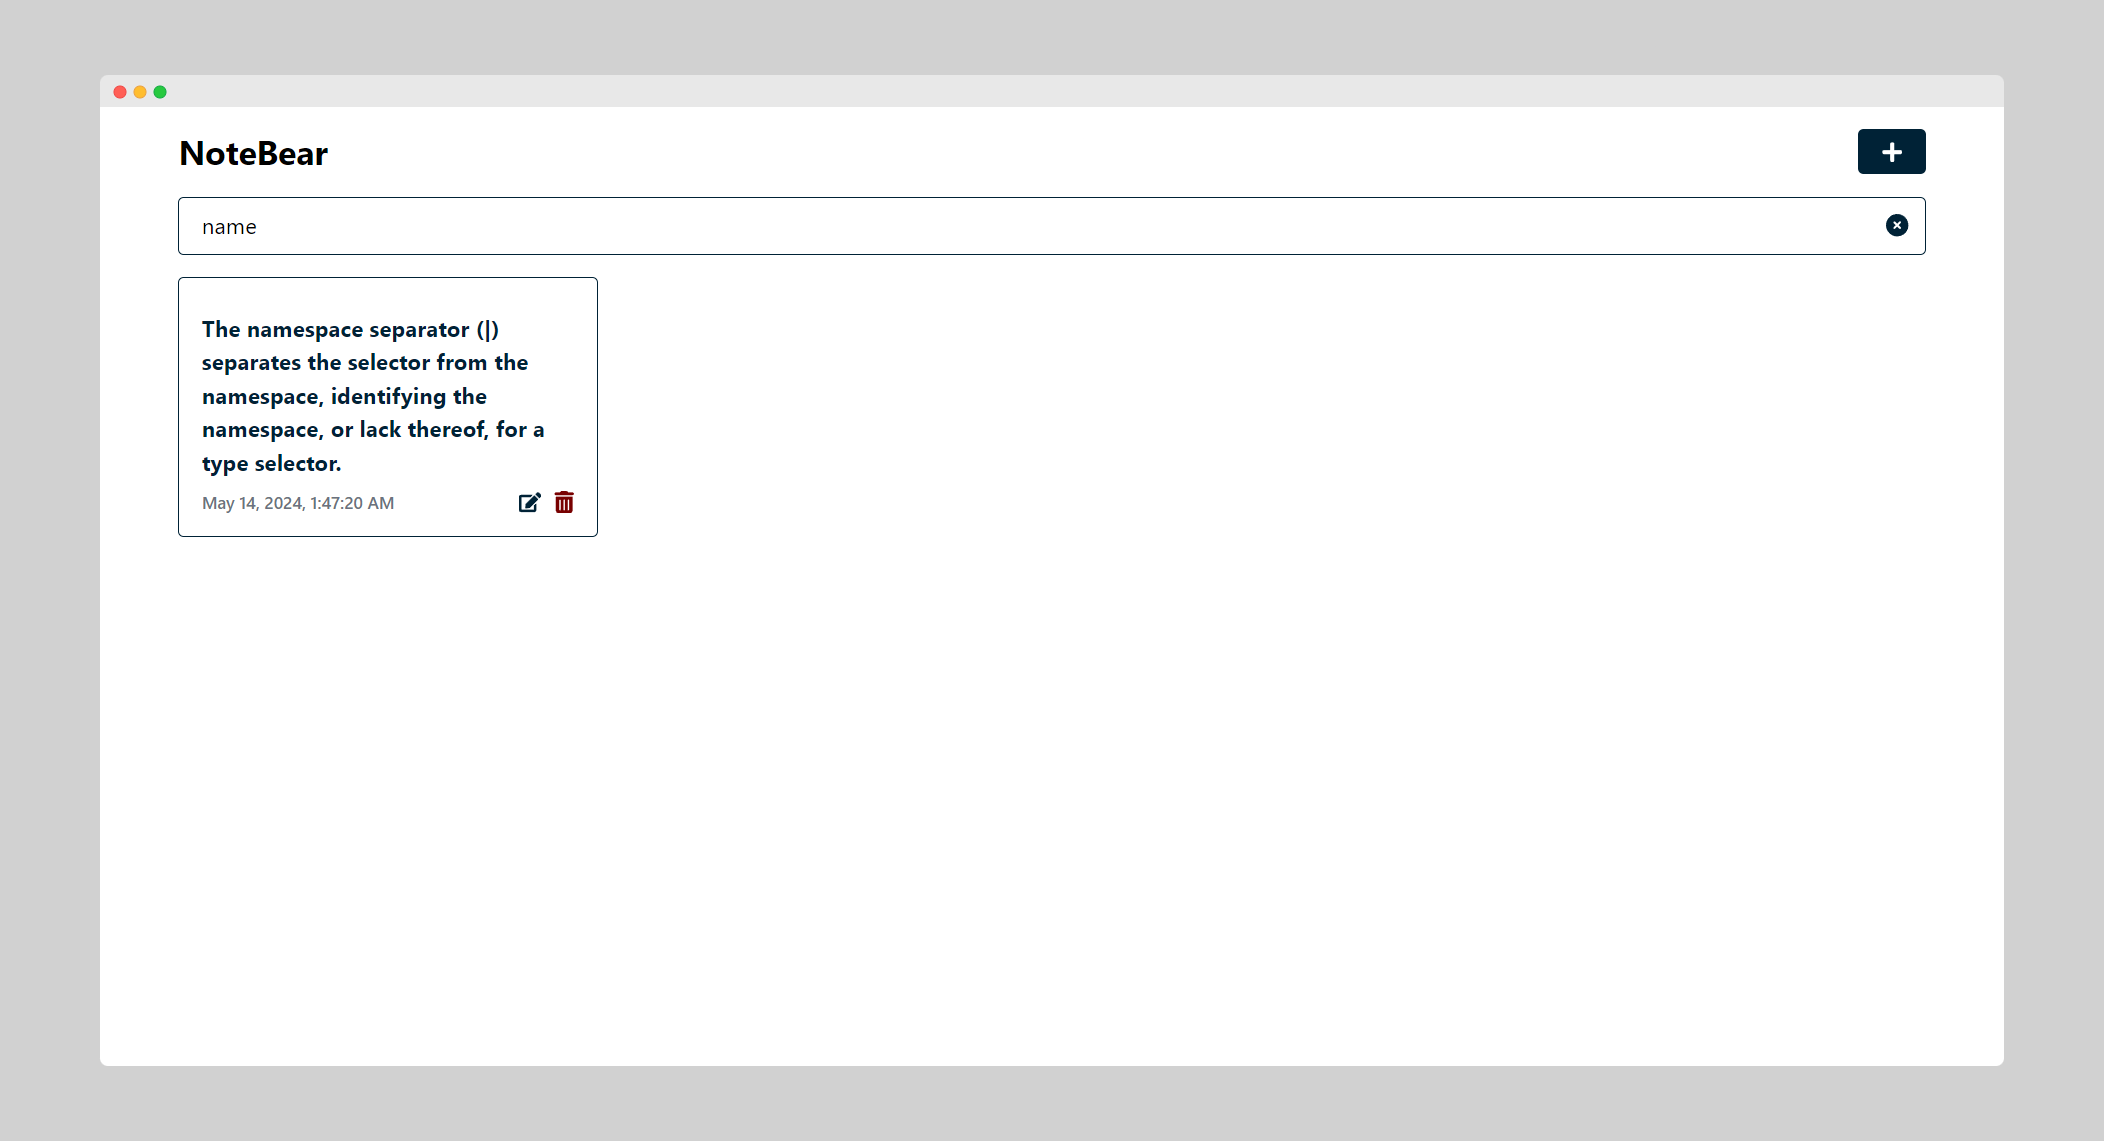 NoteBear
name
The namespace separator (|)
separates the selector from the
namespace, identifying the
namespace, or lack thereof, for a
type selector.
May 14, 2024, 1:47:20 AM